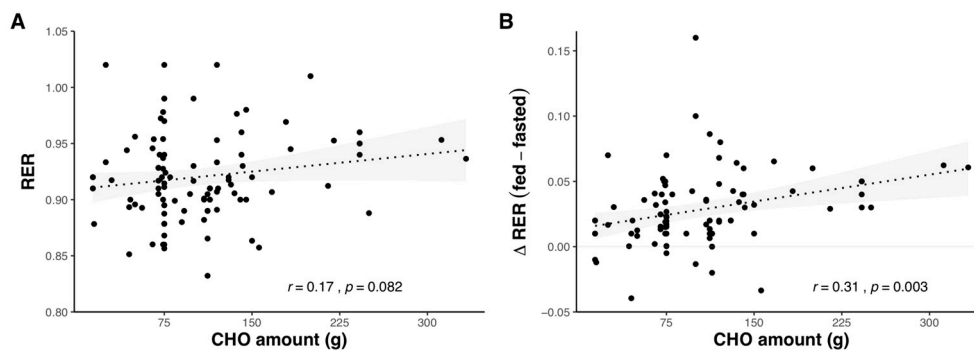 A
1.05
1.00
0.95
0.90
0.85
0.80
RER
75
150
225
300
CHO amount (g)
r = 0.17 , p = 0.082
B
0.15
0.10
0.05
0.00
−0.05
Δ RER (fed − fasted)
75
150
225
300
CHO amount (g)
r = 0.31 , p = 0.003